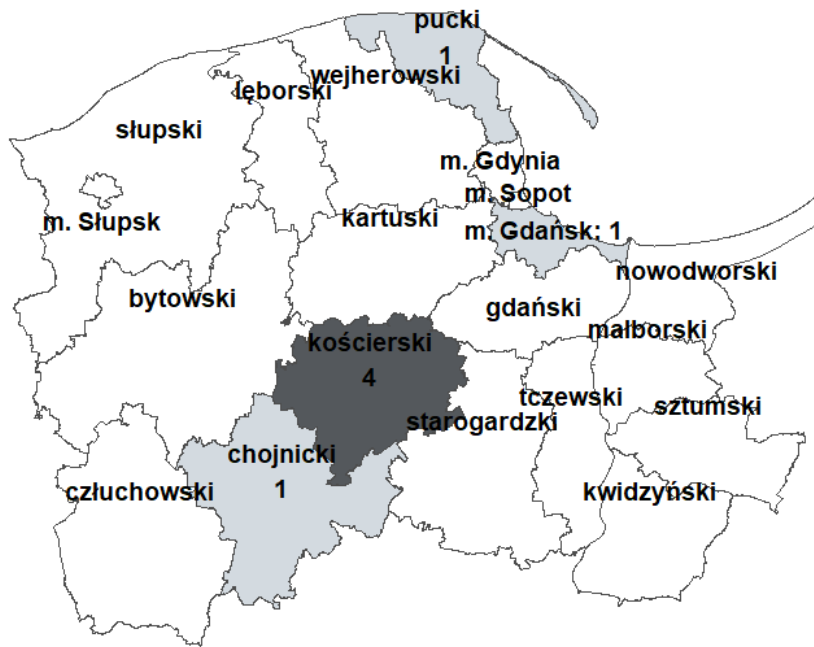 pucki
1
wejherowski
lęborski
słupski
m. Gdynia
m. Sopot
m. Słupsk
kartuski
m. Gdańsk; 1
nowodworski
bytowski
gdański
malborski
kościerski
4
tczewski
sztumski
starogardzki
chojnicki
1
człuchowski
kwidzyński